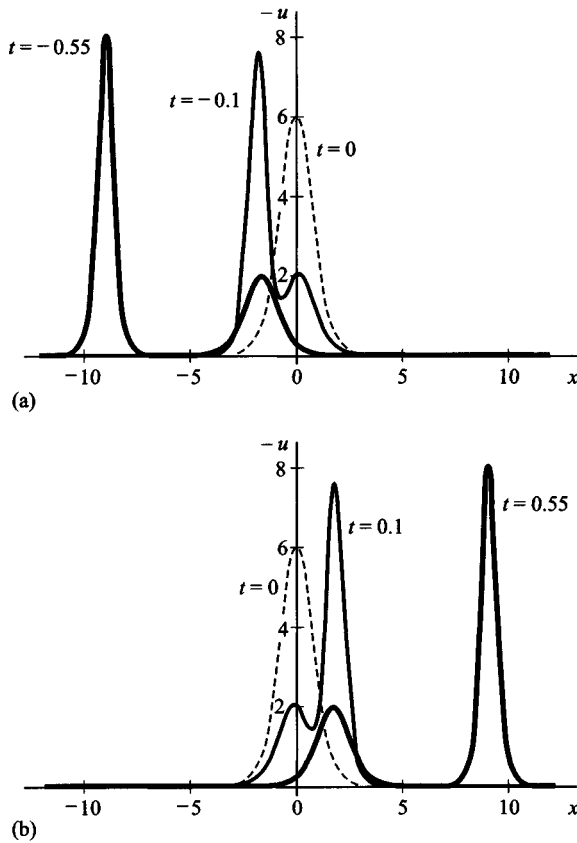 − u
t = − 0.55
8
t = − 0.1
6
t = 0
4
2
−10
−5
0
5
10
x
(a)
− u
8
t = 0.55
t = 0.1
6
t = 0
4
2
−10
−5
0
5
10
x
(b)